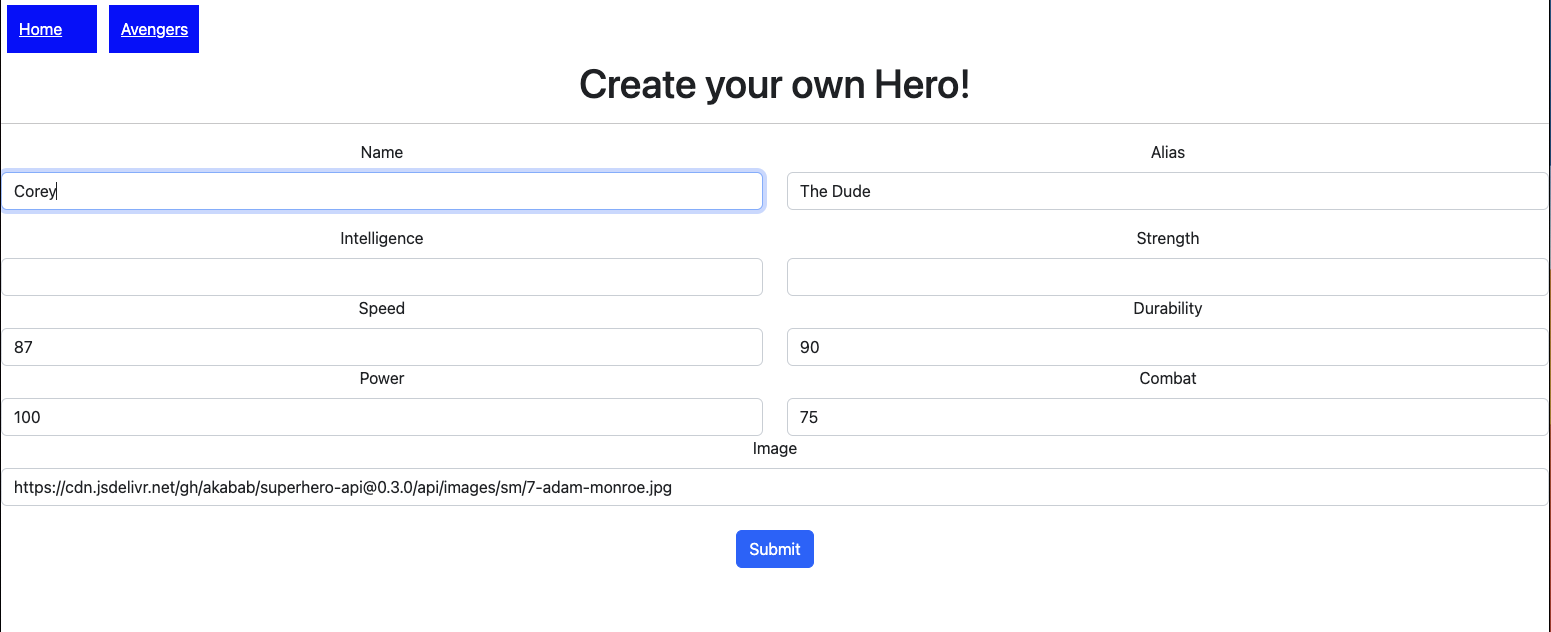 Home Avengers
Create your own Hero!
Name Alias
Corey The Dude
Intelligence Strength
Speed Durability
87 90
Power Combat
100 75
Image
https://cdn.jsdelivr.net/gh/akabab/superhero-api@0.3.0/api/images/sm/7-adam-monroe.jpg
Submit